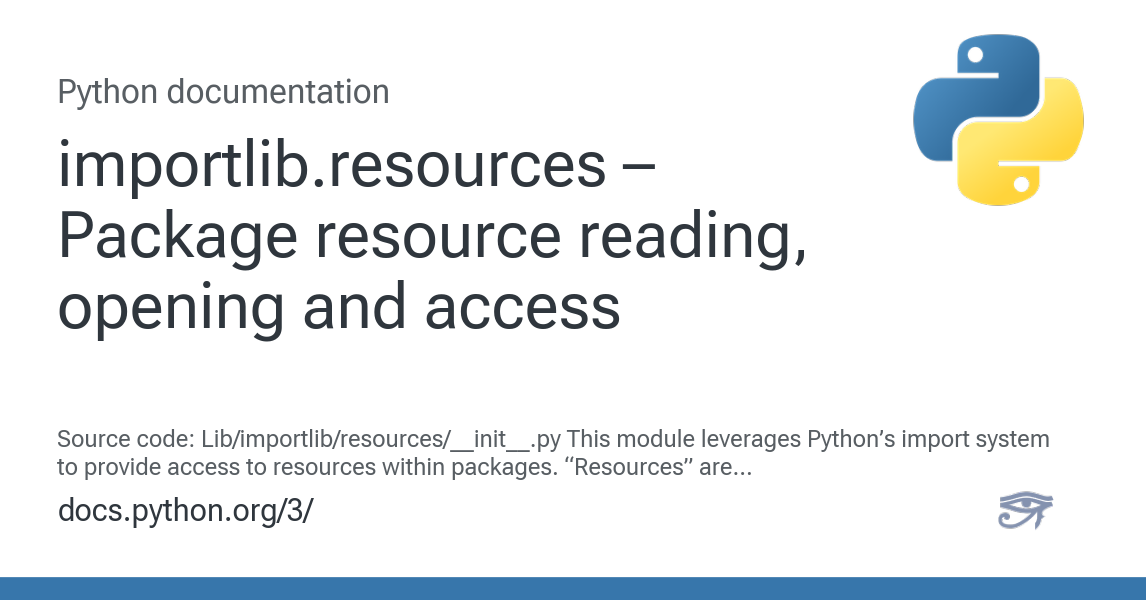 Python documentation
importlib.resources –
Package resource reading,
opening and access
Source code: Lib/importlib/resources/__init__.py This module leverages Python’s import system
to provide access to resources within packages. “Resources” are...
docs.python.org/3/